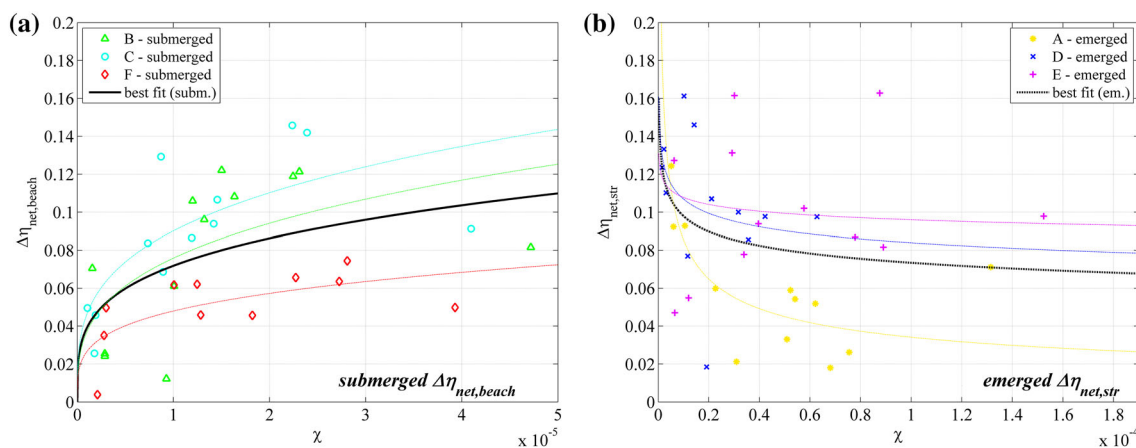 (a)
0.2
0.18
0.16
0.14
0.12
0.1
0.08
0.06
0.04
0.02
0
Δη_net,beach
B - submerged
C - submerged
F - submerged
best fit (subm.)
submerged Δη_net,beach
0 1 2 3 4 5
χ
x 10^-5
(b)
0.2
0.18
0.16
0.14
0.12
0.1
0.08
0.06
0.04
0.02
0
Δη_net,str
A - emerged
D - emerged
E - emerged
best fit (em.)
emerged Δη_net,str
0 0.2 0.4 0.6 0.8 1 1.2 1.4 1.6 1.8
χ
x 10^-4